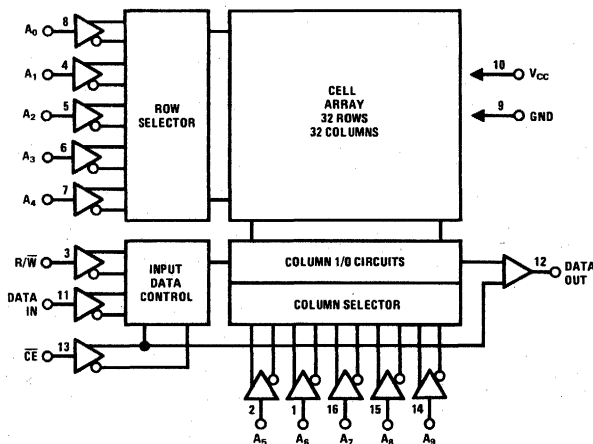 A0 8
A1 4
A2 5
A3 6
A4 7
ROW
SELECTOR
CELL
ARRAY
32 ROWS
32 COLUMNS
10 VCC
9 GND
R/W̅ 3
DATA
IN 11
C̅E̅ 13
INPUT
DATA
CONTROL
COLUMN I/O CIRCUITS
COLUMN SELECTOR
12 DATA
OUT
2 1 16 15 14
A5 A6 A7 A8 A9